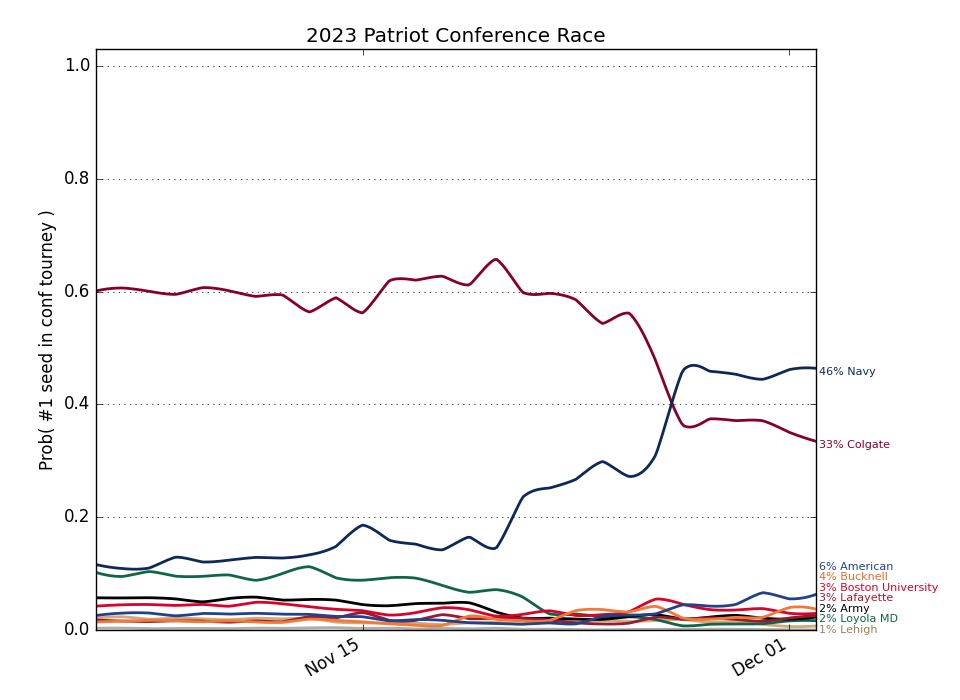 2023 Patriot Conference Race
Prob( #1 seed in conf tourney )
1.0
0.8
0.6
0.4
0.2
0.0
Nov 15
Dec 01
46% Navy
33% Colgate
6% American
4% Bucknell
3% Boston University
3% Lafayette
2% Army
2% Loyola MD
1% Lehigh